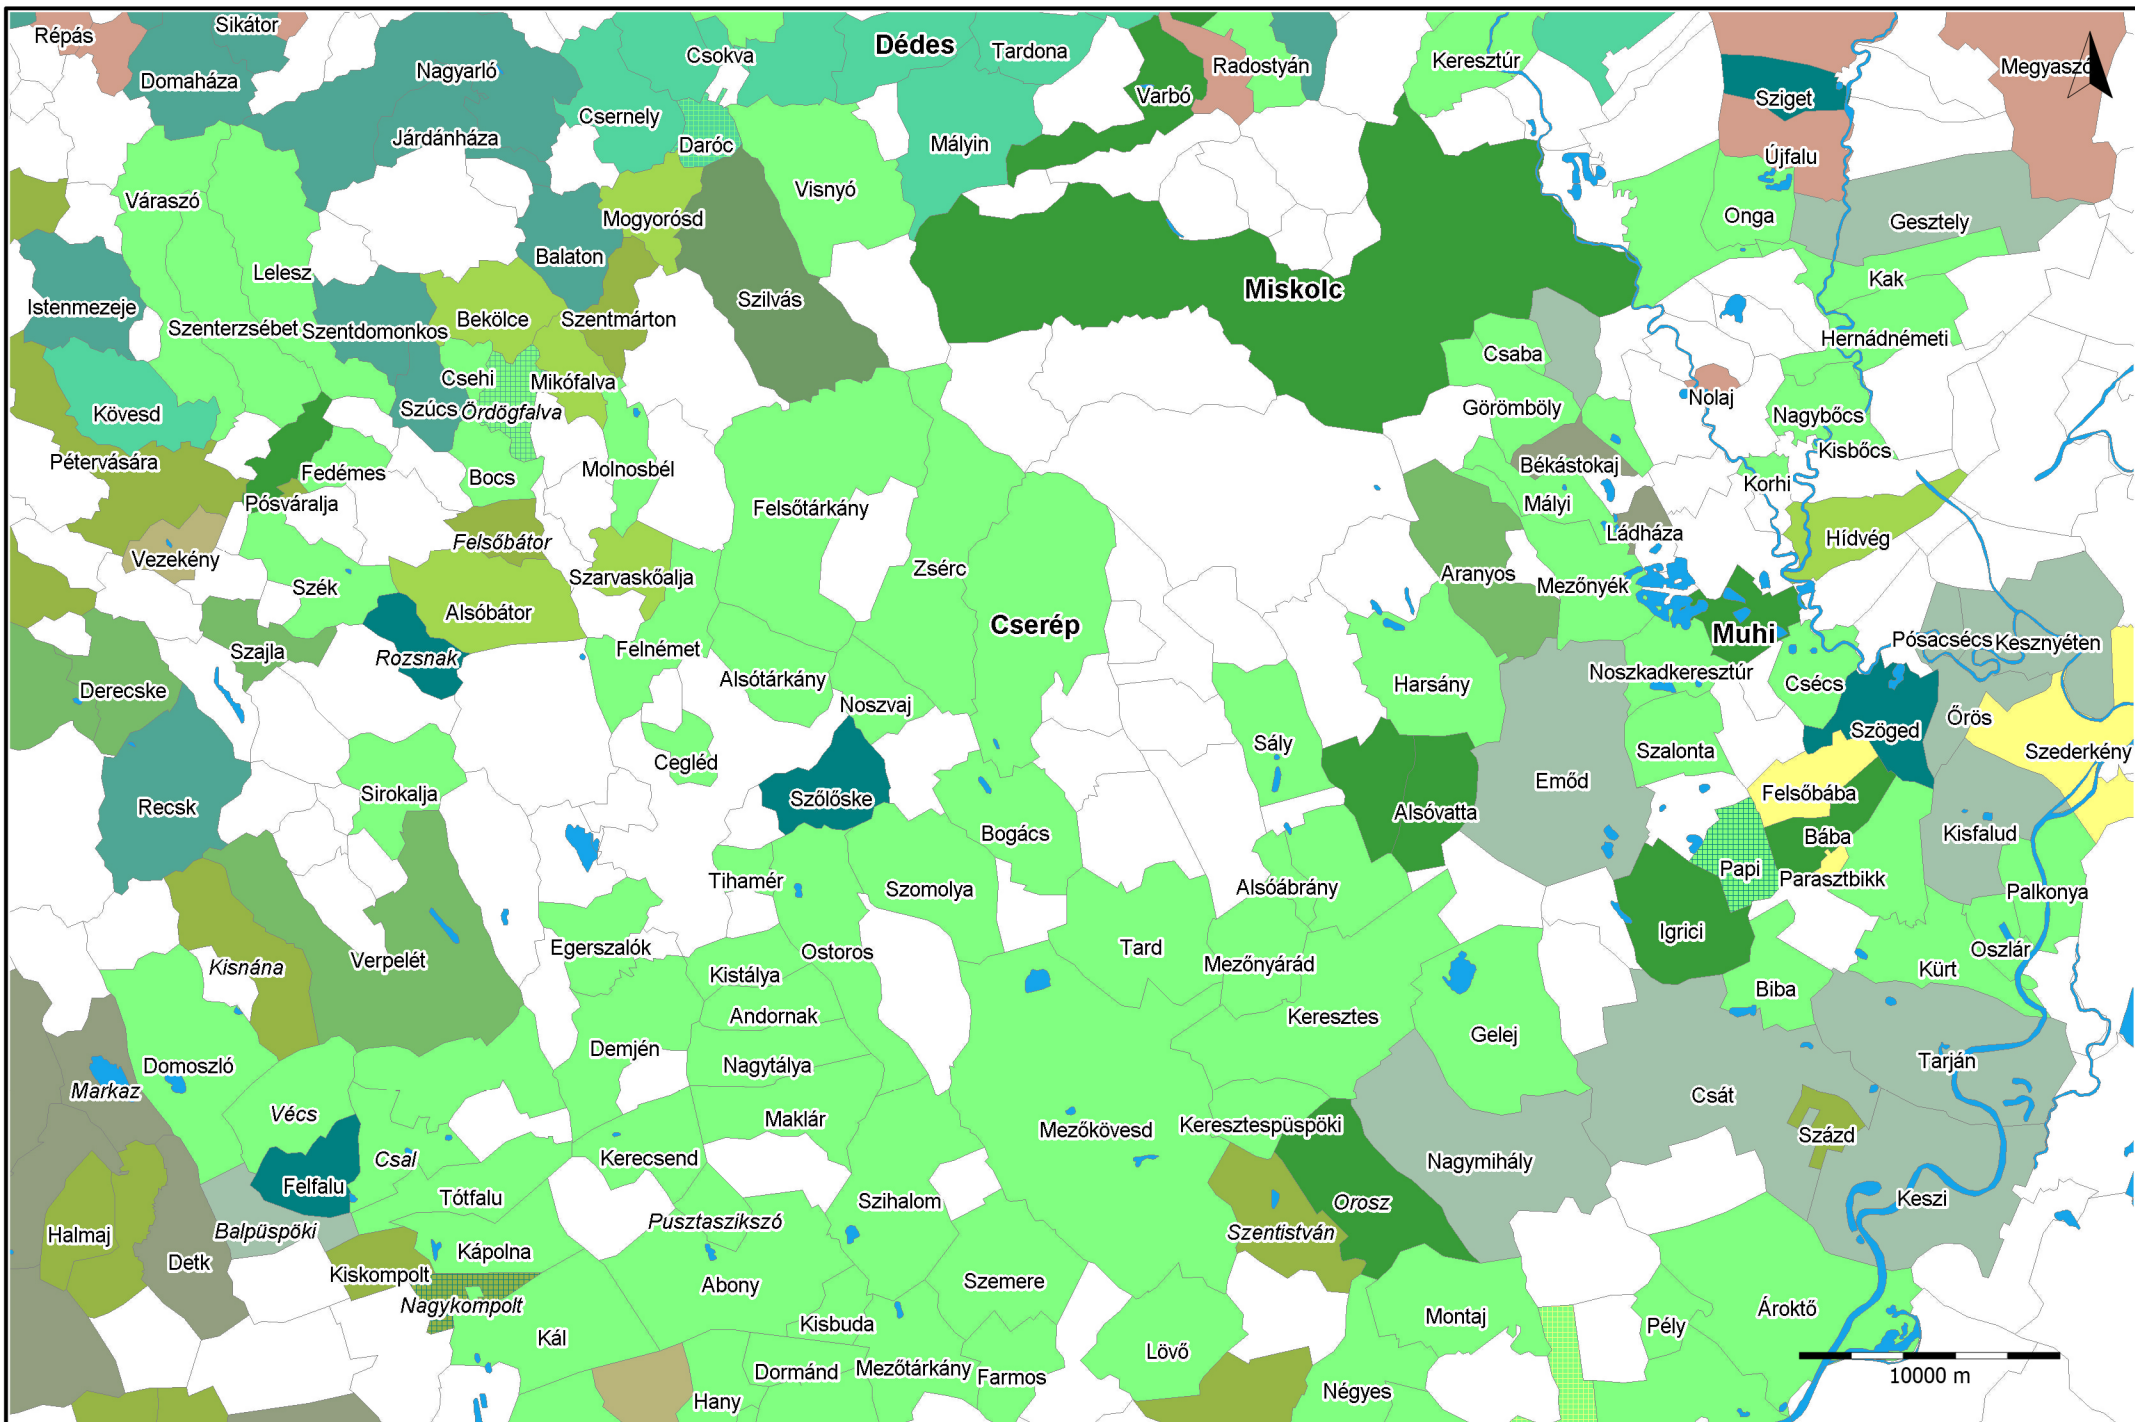 Répás
Sikátor
Domaháza
Nagyarló
Csokva
Dédes
Tardona
Radostyán
Keresztúr
Megyaszó
Sziget
Varbó
Csernely
Járdánháza
Daróc
Mályin
Újfalu
Váraszó
Visnyó
Mogyorósd
Onga
Gesztely
Balaton
Lelesz
Kak
Miskolc
Szilvás
Istenmezeje
Szenterzsébet
Szentdomonkos
Bekölce
Szentmárton
Hernádnémeti
Csaba
Csehi
Mikófalva
Nolaj
Kövesd
Szúcs
Ördögfalva
Görömböly
Nagybőcs
Kisbőcs
Pétervására
Fedémes
Bocs
Molnosbél
Békástokaj
Korhi
Pósváralja
Felsőtárkány
Mályi
Ládháza
Hídvég
Vezekény
Felsőbátor
Szék
Szarvaskőalja
Zsérc
Aranyos
Mezőnyék
Alsóbátor
Cserép
Muhi
Pósacsécs
Kesznyéten
Szajla
Rozsnak
Felnémet
Derecske
Alsótárkány
Harsány
Noszkadkeresztúr
Csécs
Noszvaj
Őrös
Szöged
Sály
Szalonta
Szederkény
Cegléd
Emőd
Sirokalja
Felsőbába
Szőlőske
Recsk
Alsóvatta
Bogács
Bába
Kisfalud
Tihamér
Szomolya
Alsóábrány
Papi
Parasztbikk
Palkonya
Igrici
Egerszalók
Ostoros
Tard
Verpelét
Kisnána
Kistálya
Mezőnyárád
Oszlár
Kürt
Biba
Andornak
Keresztes
Gelej
Demjén
Domoszló
Nagytálya
Tarján
Markaz
Csát
Vécs
Maklár
Mezőkövesd
Keresztespüspöki
Százd
Csal
Kerecsend
Nagymihály
Felfalu
Tótfalu
Szihalom
Orosz
Keszi
Pusztaszikszó
Balpüspöki
Szentistván
Halmaj
Kápolna
Detk
Kiskompolt
Abony
Szemere
Nagykompolt
Ároktő
Montaj
Pély
Kisbuda
Kál
Lövő
Dormánd
Mezőtárkány
Farmos
10000 m
Négyes
Hany